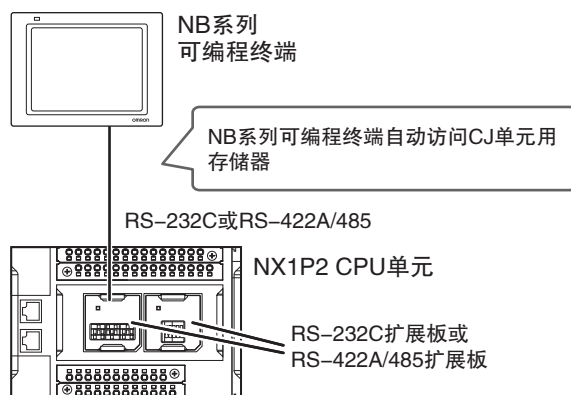 NB系列
可编程终端
OMRON
NB系列可编程终端自动访问CJ单元用
存储器
RS−232C或RS−422A/485
NX1P2 CPU单元
RS−232C扩展板或
RS−422A/485扩展板